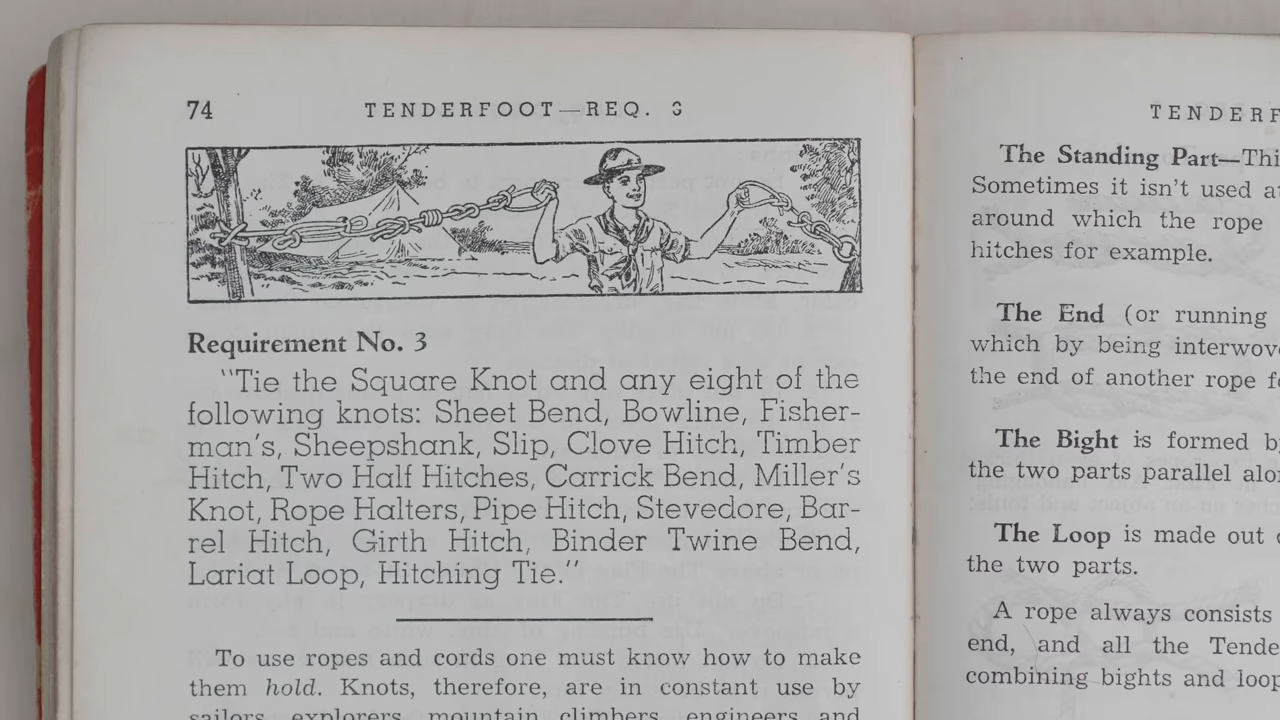 74
TENDERFOOT—REQ. 3
Requirement No. 3
"Tie the Square Knot and any eight of the
following knots: Sheet Bend, Bowline, Fisher-
man's, Sheepshank, Slip, Clove Hitch, Timber
Hitch, Two Half Hitches, Carrick Bend, Miller's
Knot, Rope Halters, Pipe Hitch, Stevedore, Bar-
rel Hitch, Girth Hitch, Binder Twine Bend,
Lariat Loop, Hitching Tie."
To use ropes and cords one must know how to make
them hold. Knots, therefore, are in constant use by
sailors, explorers, mountain climbers, engineers and
TENDERF
The Standing Part—Thi
Sometimes it isn't used a
around which the rope
hitches for example.
The End (or running
which by being interwov
the end of another rope f
The Bight is formed b
the two parts parallel alo
The Loop is made out
the two parts.
A rope always consists
end, and all the Tende
combining bights and loop